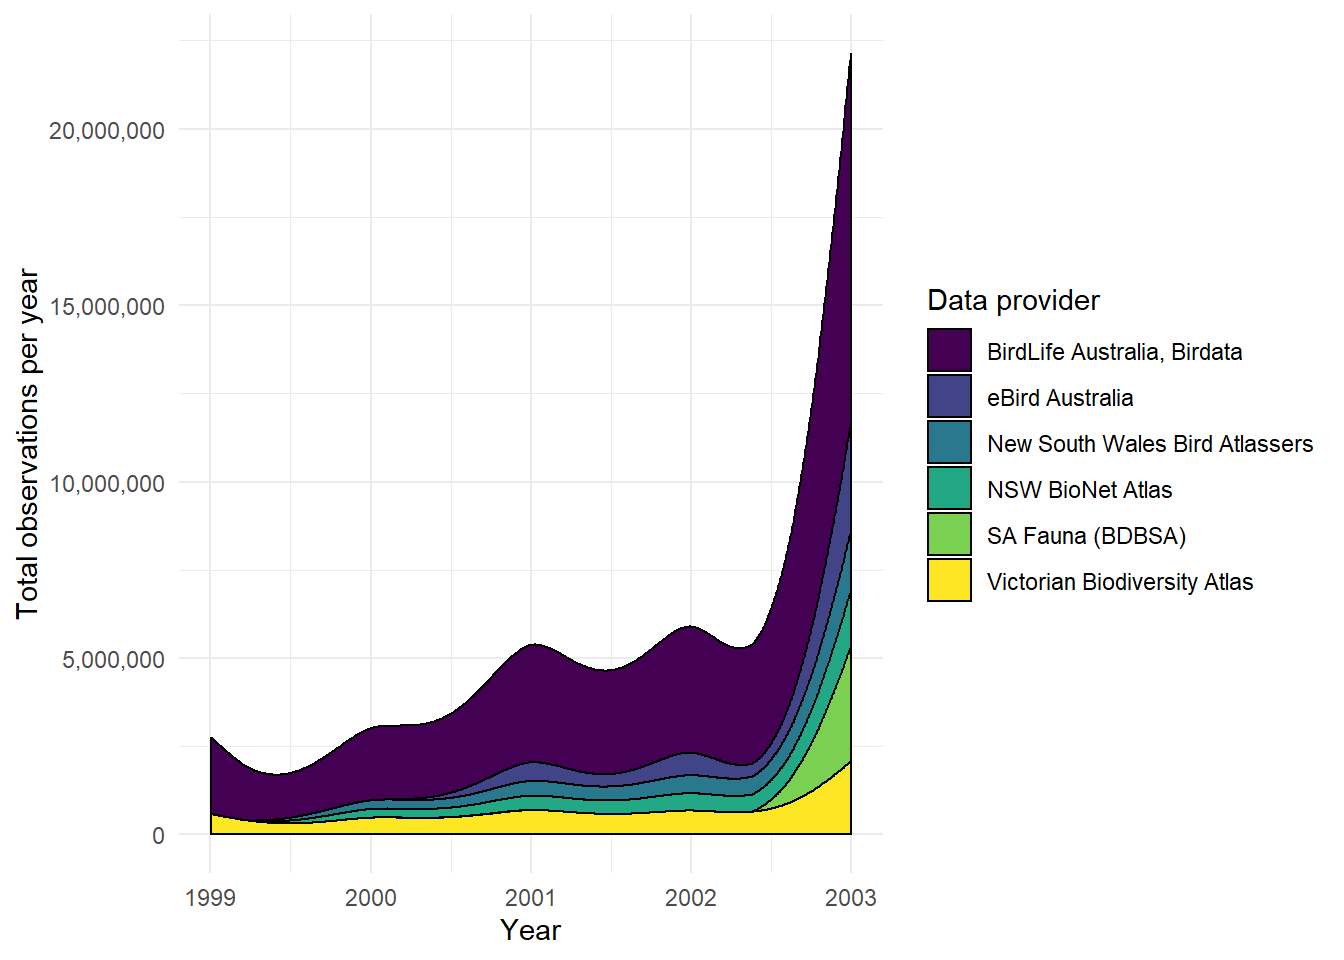 Total observations per year
20,000,000
15,000,000
10,000,000
5,000,000
0
1999 2000 2001 2002 2003
Year
Data provider
BirdLife Australia, Birdata
eBird Australia
New South Wales Bird Atlassers
NSW BioNet Atlas
SA Fauna (BDBSA)
Victorian Biodiversity Atlas